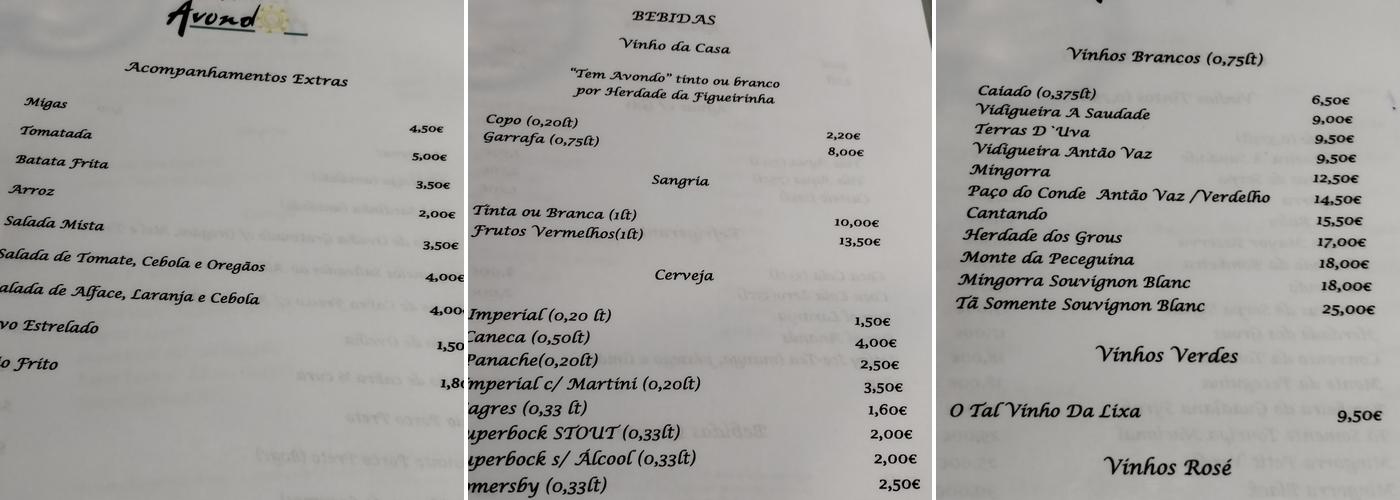 Avond
Acompanhamentos Extras
Migas 4,50€
Tomatada 5,00€
Batata Frita 3,50€
Arroz 2,00€
Salada Mista 3,50€
Salada de Tomate, Cebola e Oregãos 4,00€
alada de Alface, Laranja e Cebola 4,00
vo Estrelado 1,50
o Frito 1,80
BEBIDAS
Vinho da Casa
"Tem Avondo" tinto ou branco
por Herdade da Figueirinha
Copo (0,20lt) 2,20€
Garrafa (0,75lt) 8,00€
Sangria
Tinta ou Branca (1lt) 10,00€
Frutos Vermelhos(1lt) 13,50€
Cerveja
Imperial (0,20 lt) 1,50€
Caneca (0,50lt) 4,00€
Panache(0,20lt) 2,50€
Imperial c/ Martini (0,20lt) 3,50€
agres (0,33 lt) 1,60€
uperbock STOUT (0,33lt) 2,00€
uperbock s/ Álcool (0,33lt) 2,00€
mersby (0,33lt) 2,50€
Vinhos Brancos (0,75lt)
Caiado (0,375lt) 6,50€
Vidigueira A Saudade 9,00€
Terras D`Uva 9,50€
Vidigueira Antão Vaz 9,50€
Mingorra 12,50€
Paço do Conde Antão Vaz /Verdelho 14,50€
Cantando 15,50€
Herdade dos Grous 17,00€
Monte da Peceguina 18,00€
Mingorra Souvignon Blanc 18,00€
Tã Somente Souvignon Blanc 25,00€
Vinhos Verdes
O Tal Vinho Da Lixa 9,50€
Vinhos Rosé